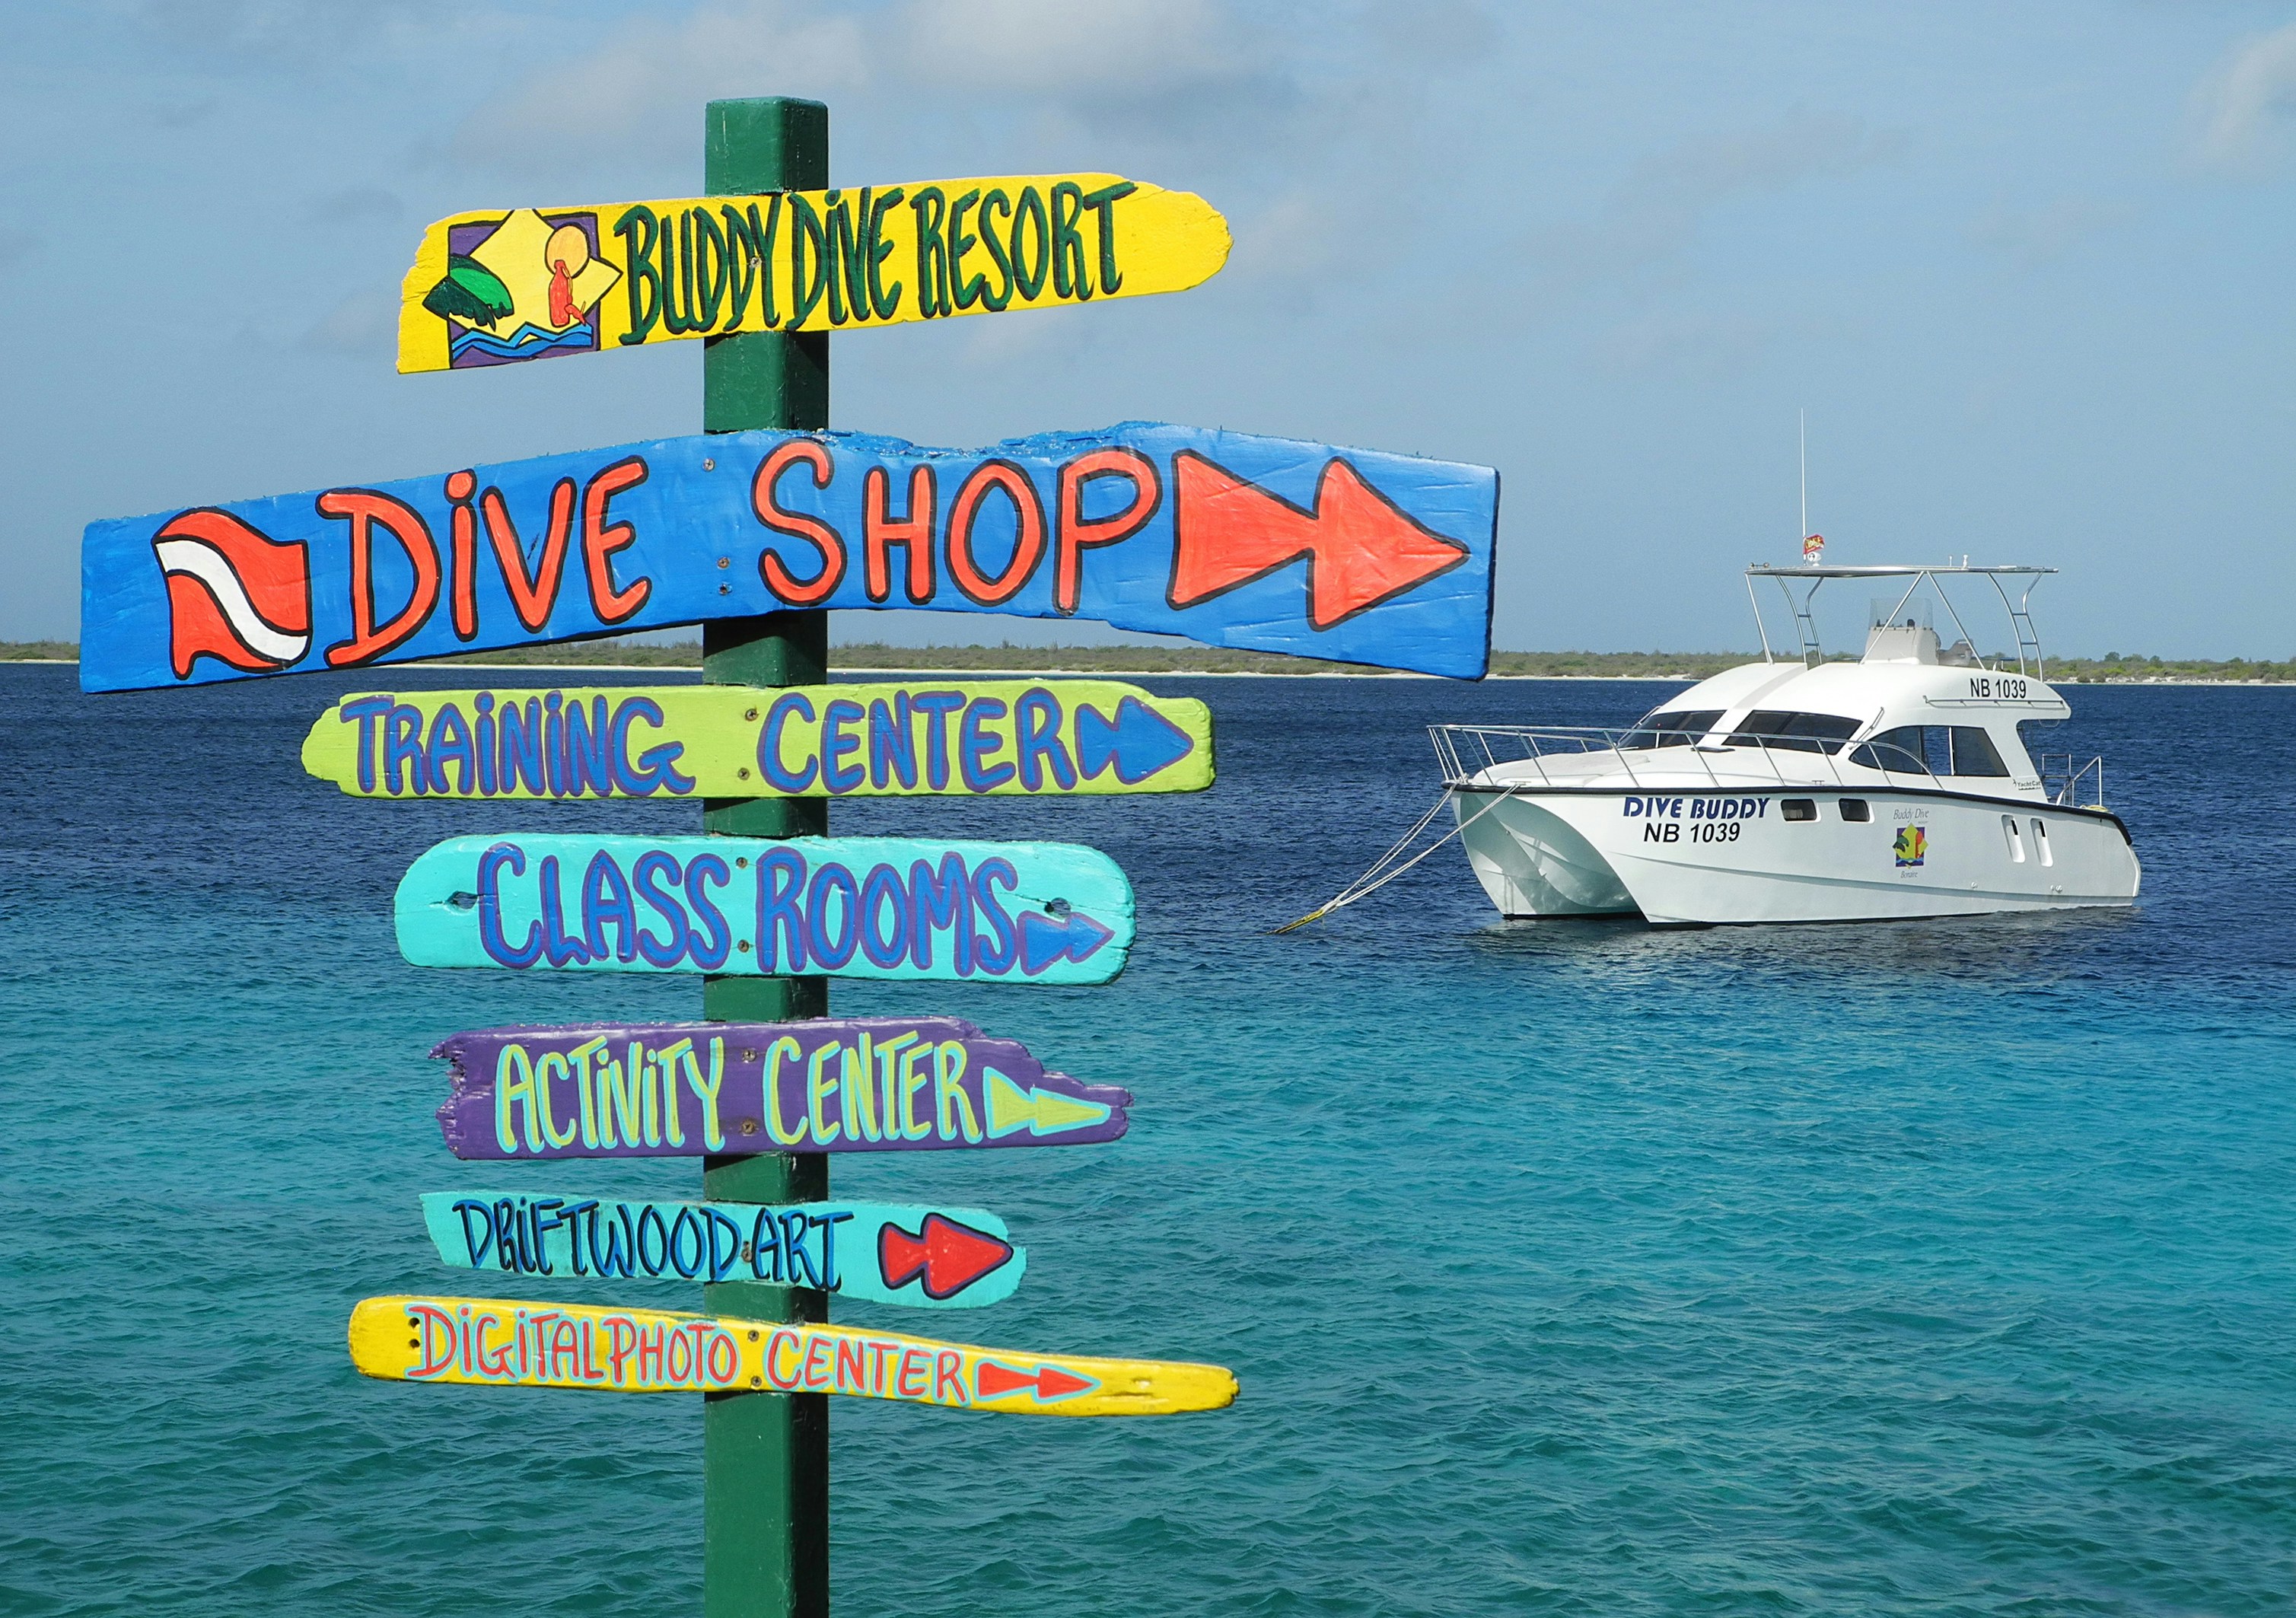 BUDDY DIVE RESORT
DIVE SHOP
TRAINING CENTER
CLASS ROOMS
ACTIVITY CENTER
DRIFTWOOD ART
DIGITAL PHOTO CENTER
NB 1039
DIVE BUDDY
NB 1039
Buddy Dive
Bonaire